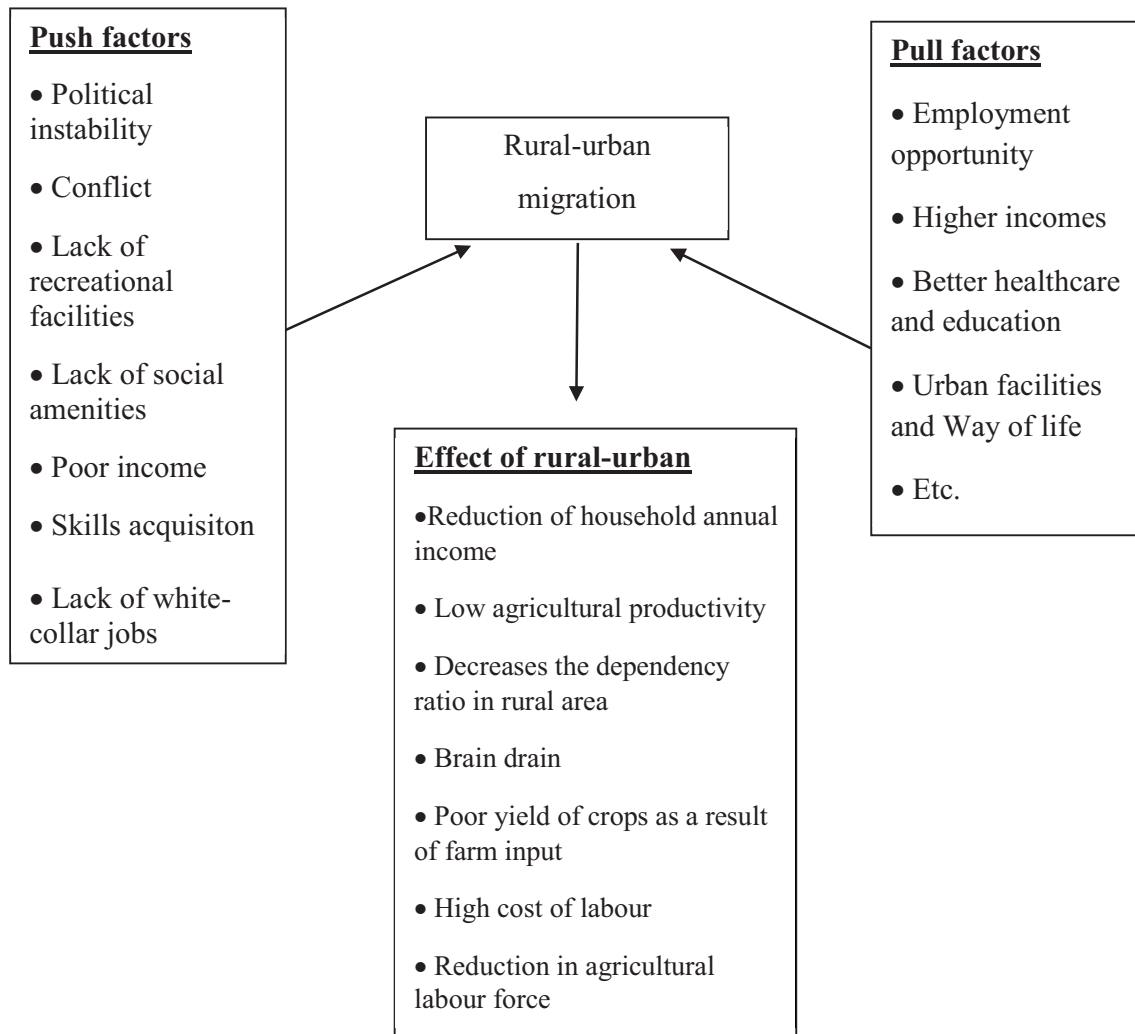 Push factors
• Political
instability
• Conflict
• Lack of
recreational
facilities
• Lack of social
amenities
• Poor income
• Skills acquisiton
• Lack of white-
collar jobs
Rural-urban
migration
Pull factors
• Employment
opportunity
• Higher incomes
• Better healthcare
and education
• Urban facilities
and Way of life
• Etc.
Effect of rural-urban
•Reduction of household annual
income
• Low agricultural productivity
• Decreases the dependency
ratio in rural area
• Brain drain
• Poor yield of crops as a result
of farm input
• High cost of labour
• Reduction in agricultural
labour force